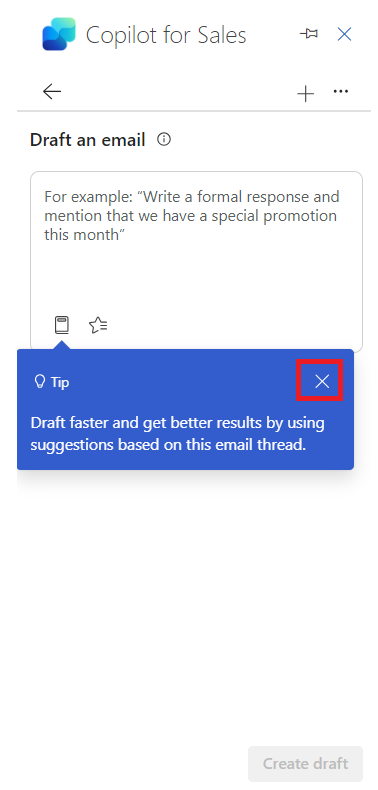 Copilot for Sales
Draft an email
For example: “Write a formal response and
mention that we have a special promotion
this month”
Tip
Draft faster and get better results by using
suggestions based on this email thread.
Create draft